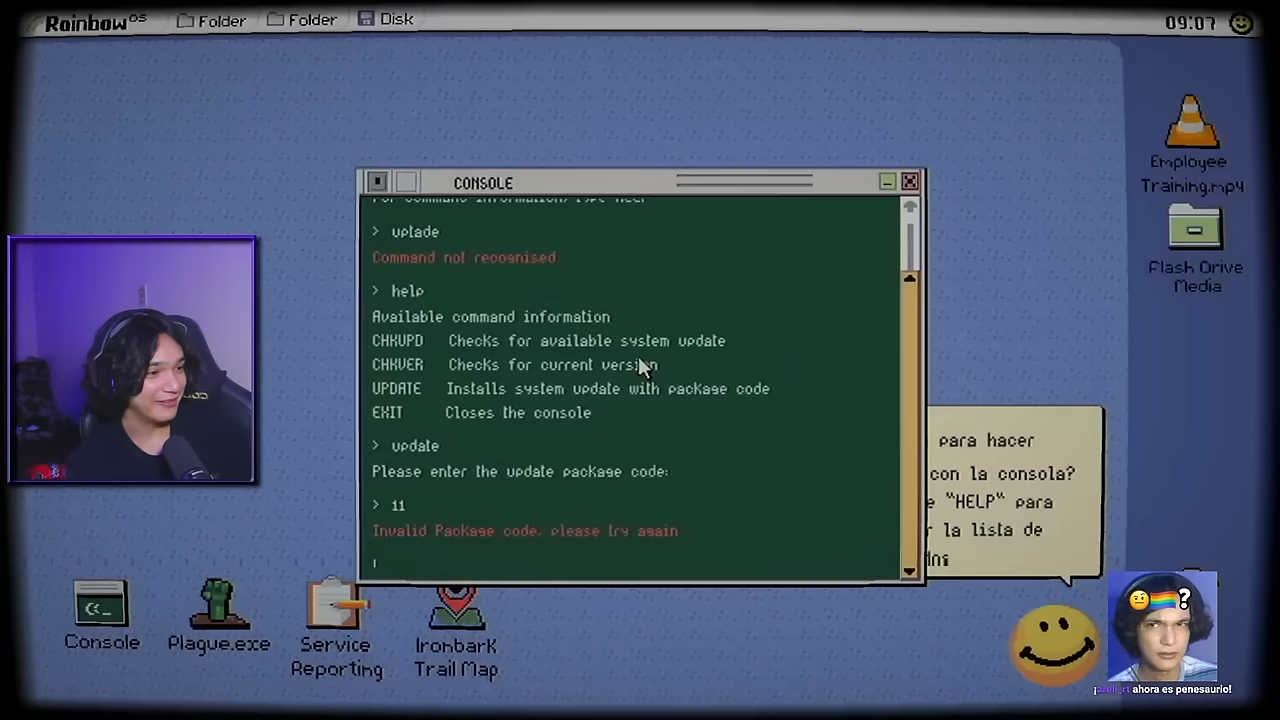 RainbowOS
Folder
Folder
Disk
09:07
CONSOLE
> uptade
Command not recognised
> help
Available command information
CHKUPD Checks for available system update
CHKVER Checks for current version
UPDATE Installs system update with package code
EXIT Closes the console
> update
Please enter the update package code:
> 11
Invalid Package code, please try again
Employee
Training.mp4
Flash Drive
Media
para hacer
con la consola?
"HELP" para
la lista de
Console
Plague.exe
Service
Reporting
Ironbark
Trail Map
?
¡areli_rt ahora es penesaurio!